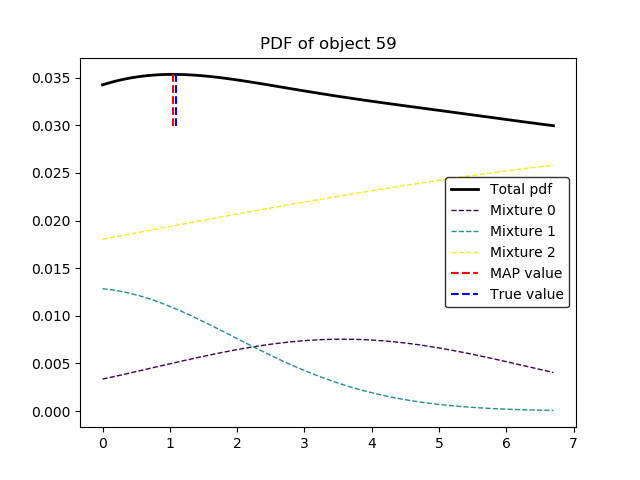 PDF of object 59
0.035
0.030
0.025
0.020
0.015
0.010
0.005
0.000
Total pdf
Mixture 0
Mixture 1
Mixture 2
MAP value
True value
0 1 2 3 4 5 6 7